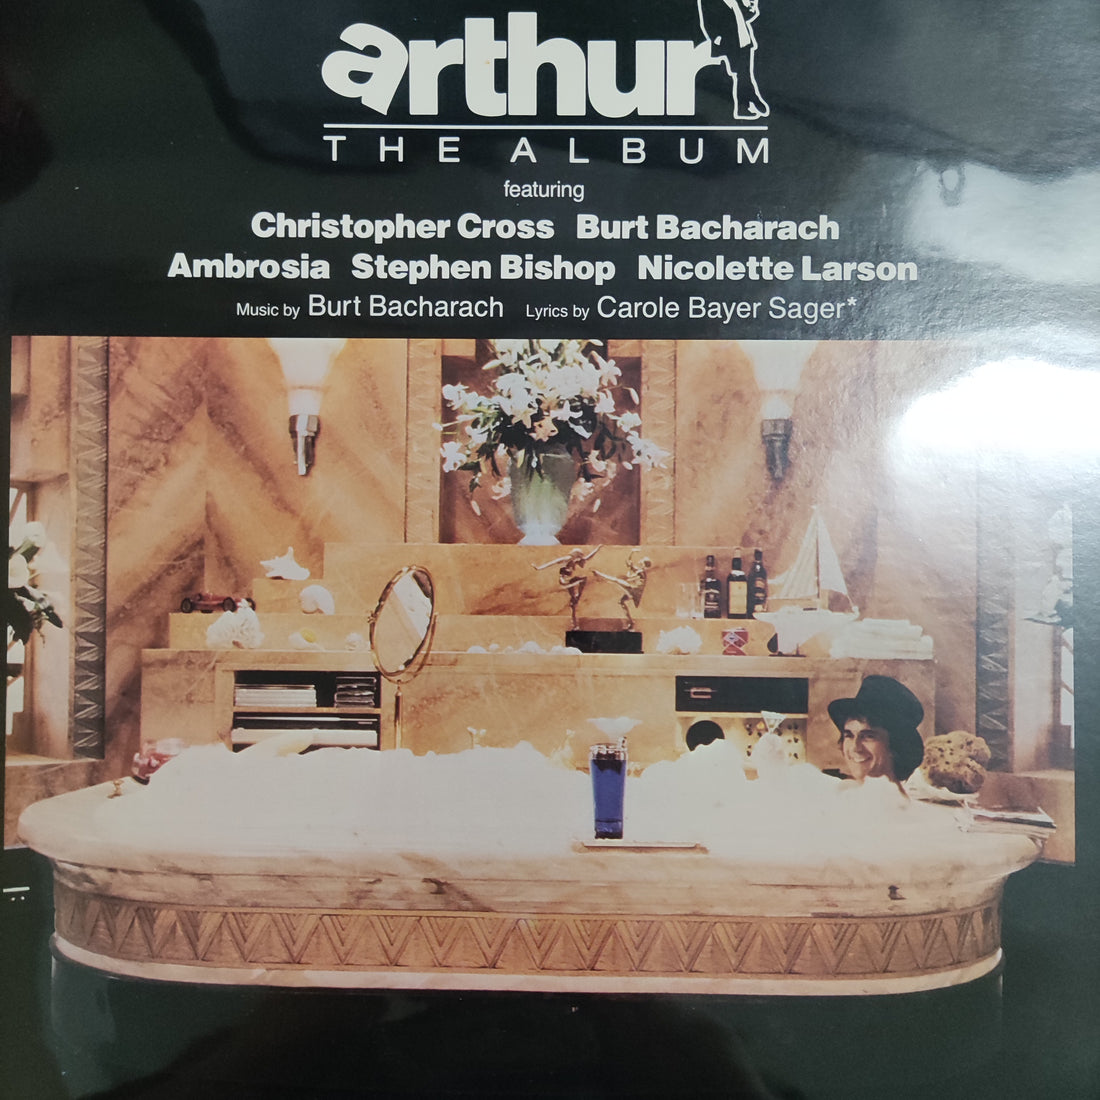 arthur
THE ALBUM
featuring
Christopher Cross Burt Bacharach
Ambrosia Stephen Bishop Nicolette Larson
Music by Burt Bacharach Lyrics by Carole Bayer Sager*